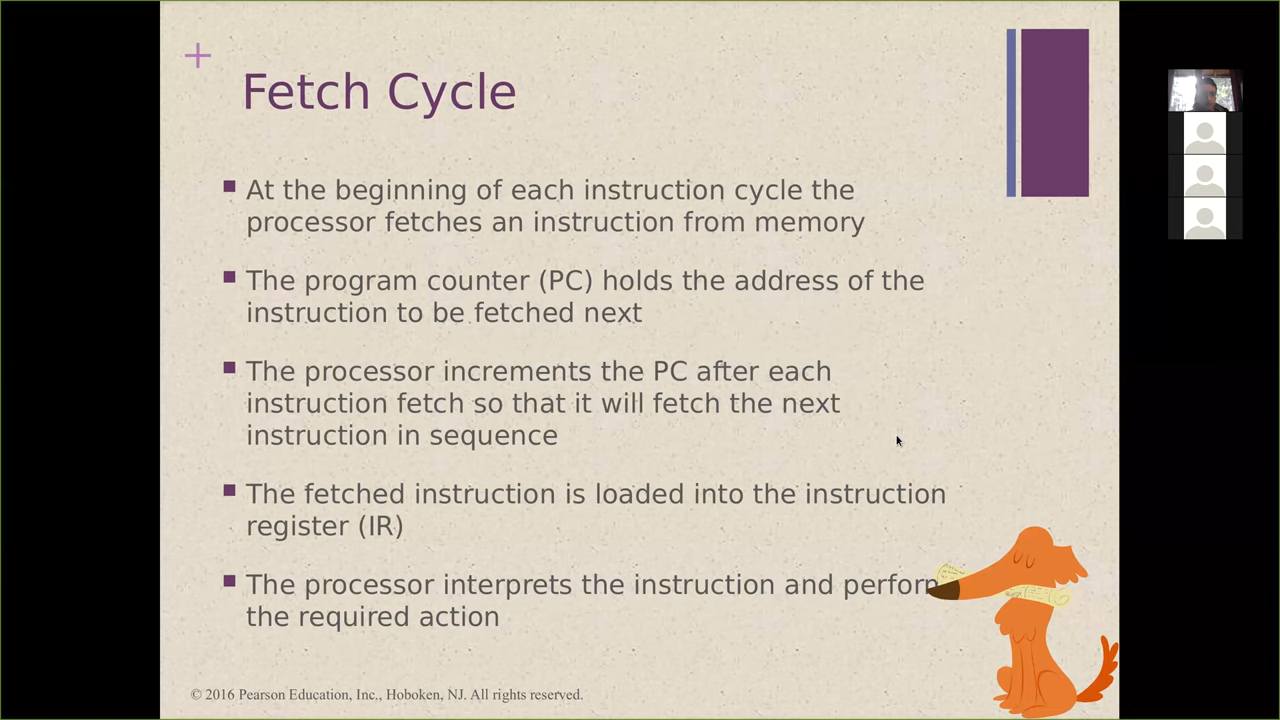 +
Fetch Cycle
At the beginning of each instruction cycle the
processor fetches an instruction from memory
The program counter (PC) holds the address of the
instruction to be fetched next
The processor increments the PC after each
instruction fetch so that it will fetch the next
instruction in sequence
The fetched instruction is loaded into the instruction
register (IR)
The processor interprets the instruction and perfor
the required action
© 2016 Pearson Education, Inc., Hoboken, NJ. All rights reserved.